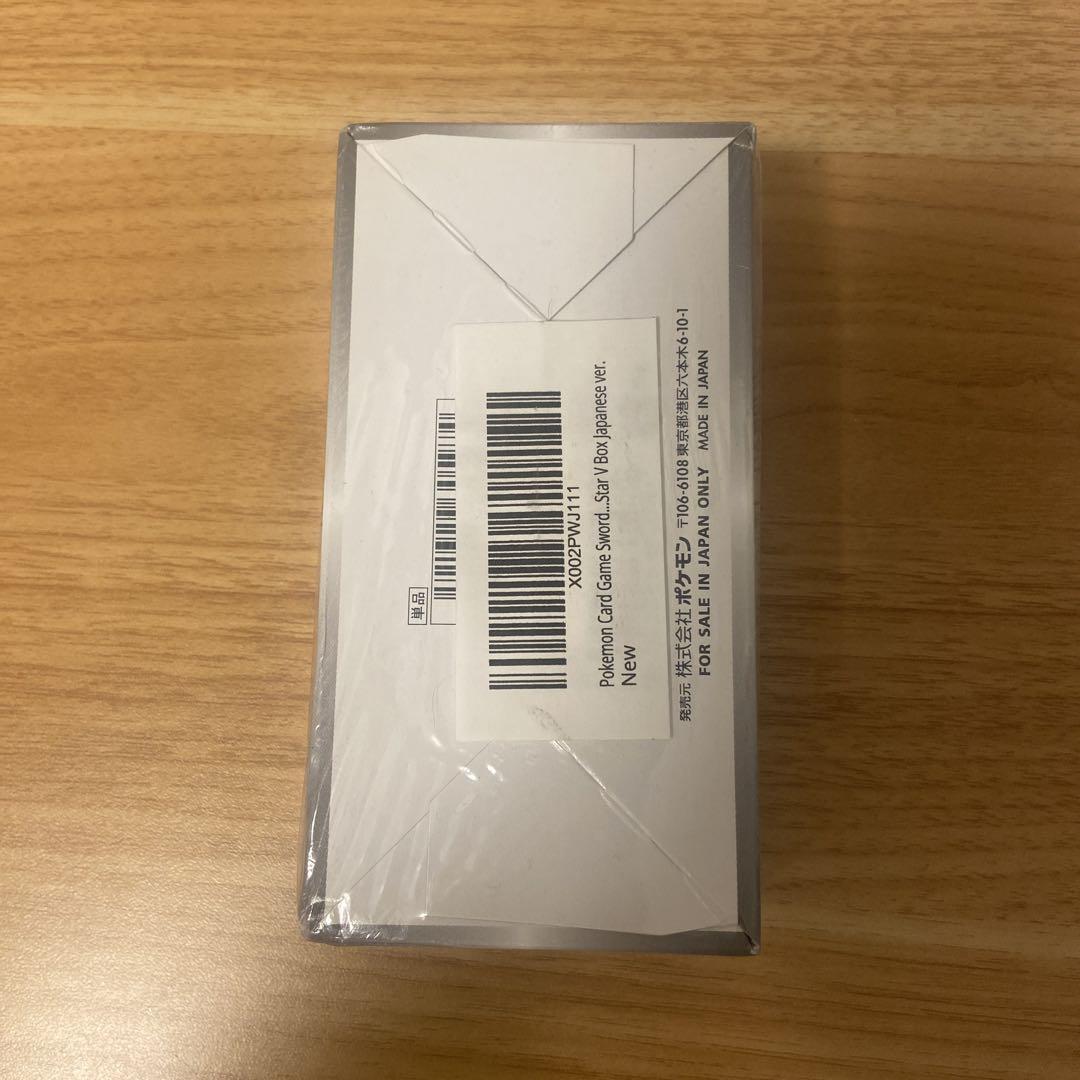 単品
X002PWJ111
Pokemon Card Game Sword...Star V Box Japanese ver.
New
発売元 株式会社 ポケモン 〒106-6108 東京都港区六本木6-10-1
FOR SALE IN JAPAN ONLY MADE IN JAPAN